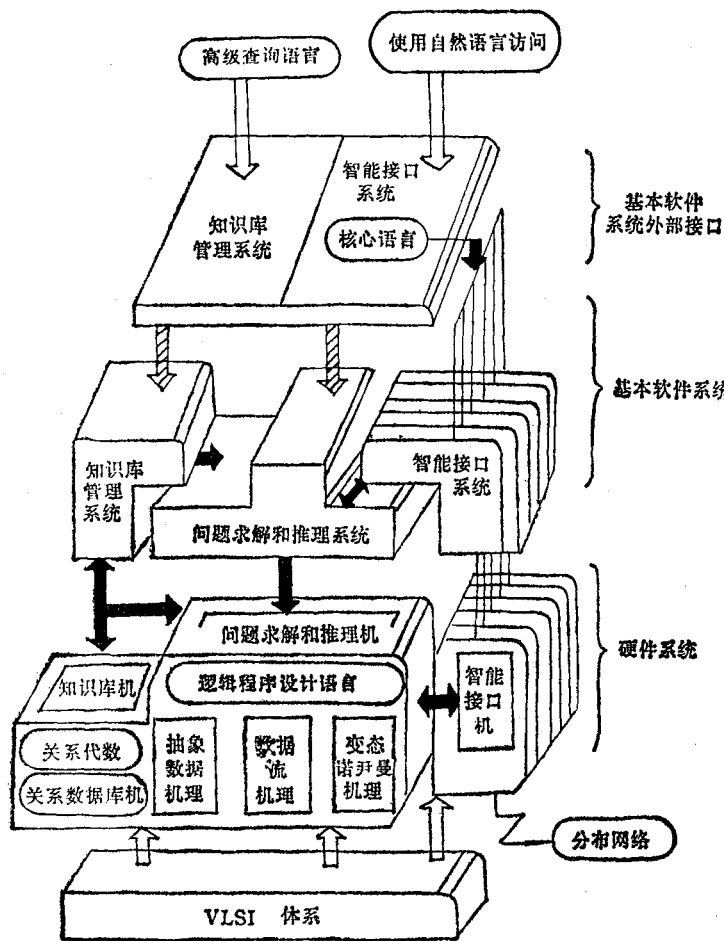 高级查询语言
使用自然语言访问
智能接口
系统
知识库
管理系统
核心语言
基本软件
系统外部接口
基本软件系统
知识库
管理系统
智能接口
系统
问题求解和推理系统
问题求解和推理机
硬件系统
知识库机
逻辑程序设计语言
智能
接口
机
关系代数
关系数据库机
抽象
数据
机理
数据
流
机理
变态
诺开曼
机理
分布网络
VLSI 体系